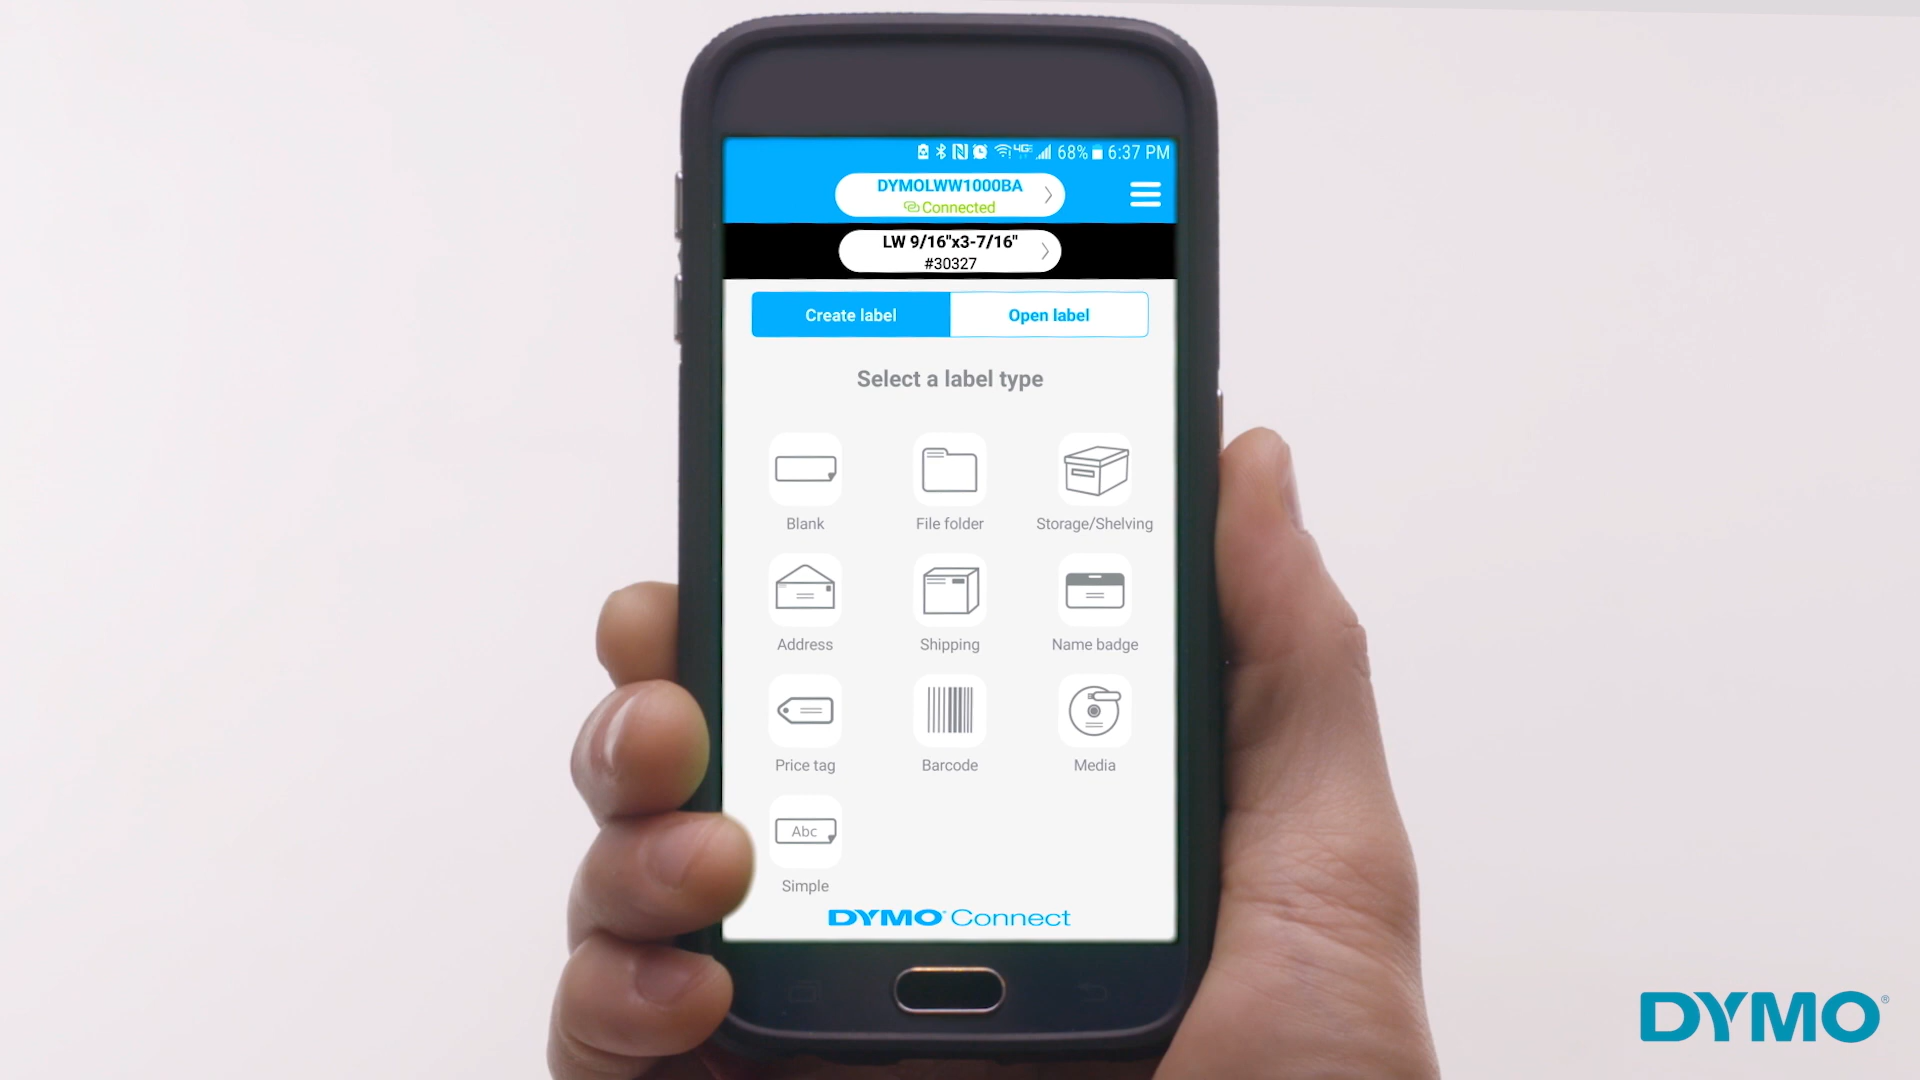 4GE 68% 6:37 PM
DYMOLWW1000BA
Connected
LW 9/16"x3-7/16"
#30327
Create label
Open label
Select a label type
Blank
File folder
Storage/Shelving
Address
Shipping
Name badge
Price tag
Barcode
Media
Abc
Simple
DYMO Connect
DYMO®